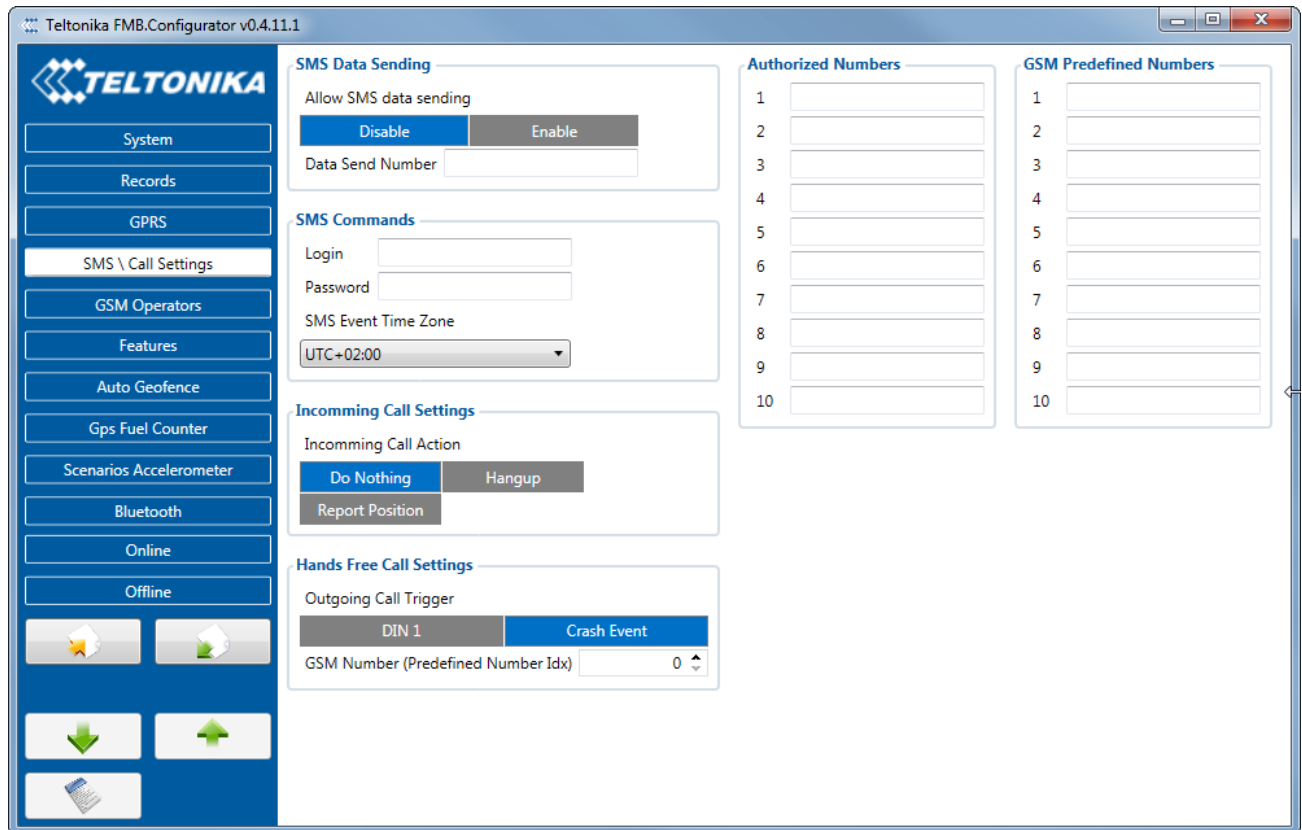 Teltonika FMB.Configurator v0.4.11.1
TELTONIKA
System
Records
GPRS
SMS \ Call Settings
GSM Operators
Features
Auto Geofence
Gps Fuel Counter
Scenarios Accelerometer
Bluetooth
Online
Offline
SMS Data Sending
Allow SMS data sending
Disable Enable
Data Send Number
SMS Commands
Login
Password
SMS Event Time Zone
UTC+02:00
Incomming Call Settings
Incomming Call Action
Do Nothing Hangup
Report Position
Hands Free Call Settings
Outgoing Call Trigger
DIN 1 Crash Event
GSM Number (Predefined Number Idx) 0
Authorized Numbers
1
2
3
4
5
6
7
8
9
10
GSM Predefined Numbers
1
2
3
4
5
6
7
8
9
10